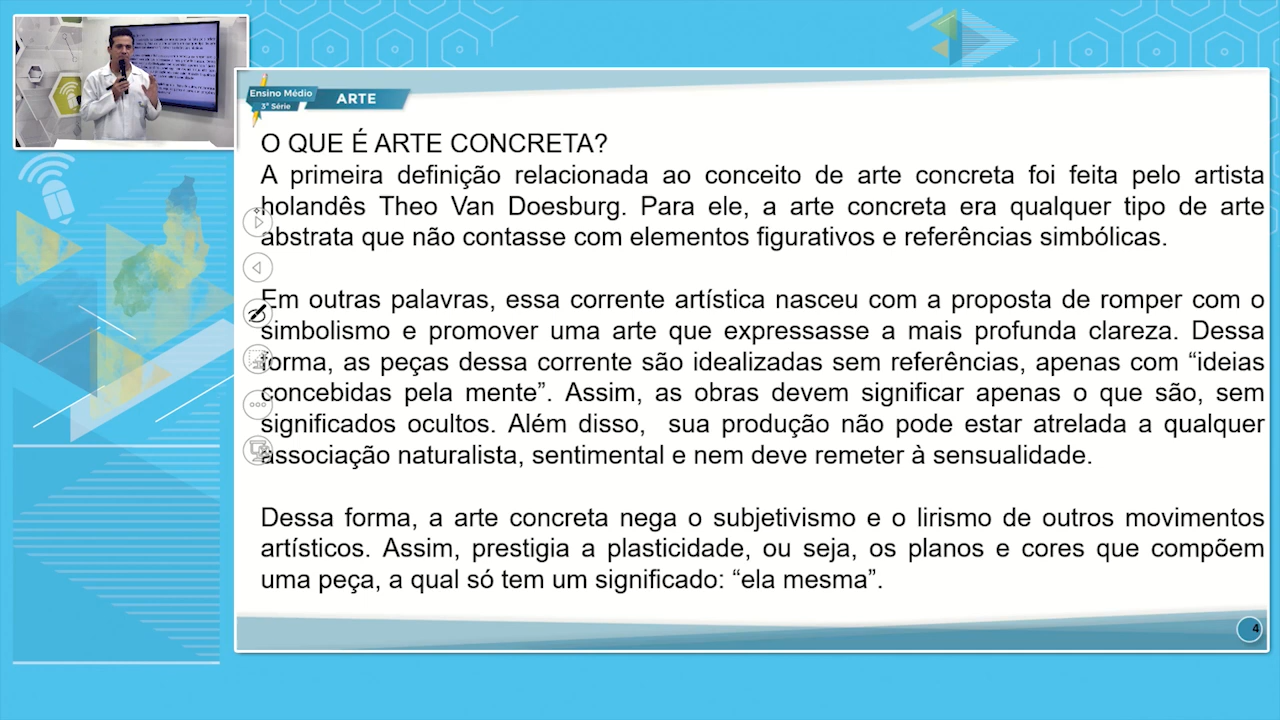 Ensino Médio
3ª Série
ARTE
O QUE É ARTE CONCRETA?
A primeira definição relacionada ao conceito de arte concreta foi feita pelo artista
holandês Theo Van Doesburg. Para ele, a arte concreta era qualquer tipo de arte
abstrata que não contasse com elementos figurativos e referências simbólicas.
Em outras palavras, essa corrente artística nasceu com a proposta de romper com o
simbolismo e promover uma arte que expressasse a mais profunda clareza. Dessa
forma, as peças dessa corrente são idealizadas sem referências, apenas com “ideias
concebidas pela mente”. Assim, as obras devem significar apenas o que são, sem
significados ocultos. Além disso, sua produção não pode estar atrelada a qualquer
associação naturalista, sentimental e nem deve remeter à sensualidade.
Dessa forma, a arte concreta nega o subjetivismo e o lirismo de outros movimentos
artísticos. Assim, prestigia a plasticidade, ou seja, os planos e cores que compõem
uma peça, a qual só tem um significado: “ela mesma”.
4